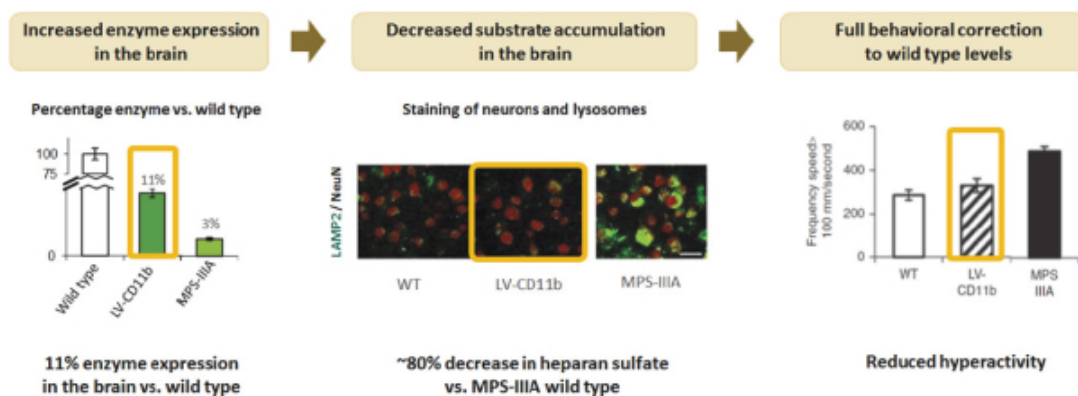 Increased enzyme expression
in the brain
Decreased substrate accumulation
in the brain
Full behavioral correction
to wild type levels
Percentage enzyme vs. wild type
100
75
0
11%
3%
Wild type
LV-CD11b
MPS-IIIA
Staining of neurons and lysosomes
LAMP2 / NeuN
WT
LV-CD11b
MPS-IIIA
Frequency speed>
100 mm/second
600
400
200
0
WT
LV-
CD11b
MPS
IIIA
11% enzyme expression
in the brain vs. wild type
~80% decrease in heparan sulfate
vs. MPS-IIIA wild type
Reduced hyperactivity